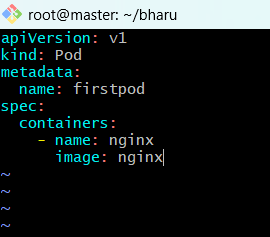 root@master: ~/bharu
apiVersion: v1
kind: Pod
metadata:
  name: firstpod
spec:
  containers:
    - name: nginx
      image: nginx
~
~
~
~